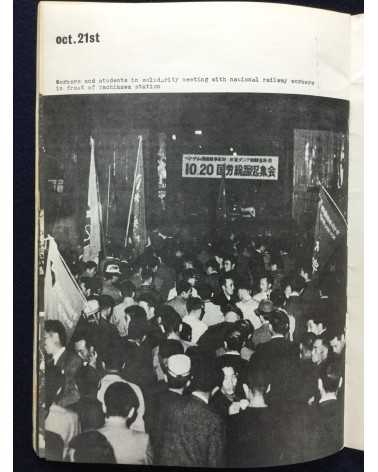 oct.21st
Workers and students in solidarity meeting with national railway workers
in front of Tachikawa station
10.20 国労総蹶起集会